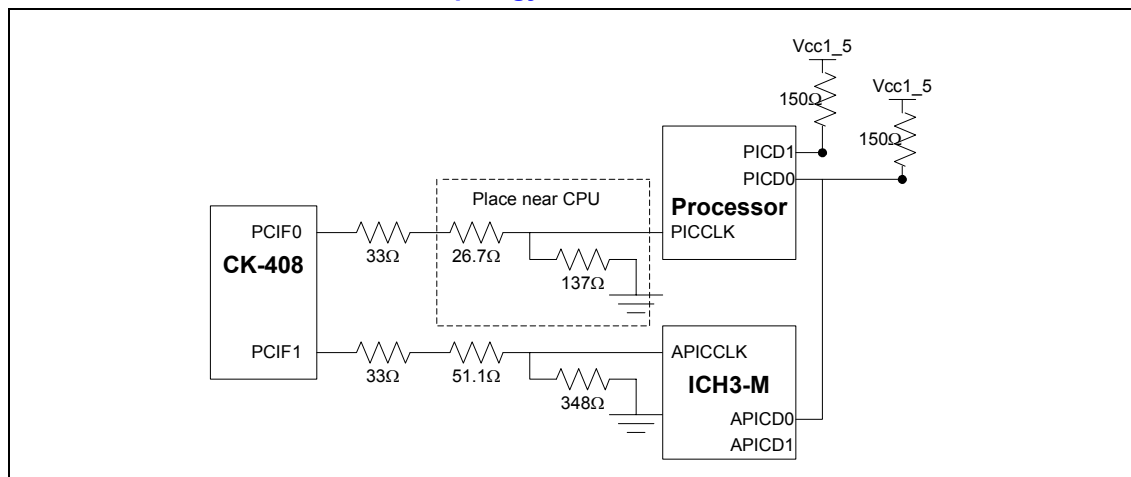 Vcc1_5
150Ω
Vcc1_5
150Ω
PICD1
PICD0
Processor
PICCLK
Place near CPU
PCIF0
CK-408
33Ω
26.7Ω
137Ω
PCIF1
33Ω
51.1Ω
348Ω
APICCLK
ICH3-M
APICD0
APICD1